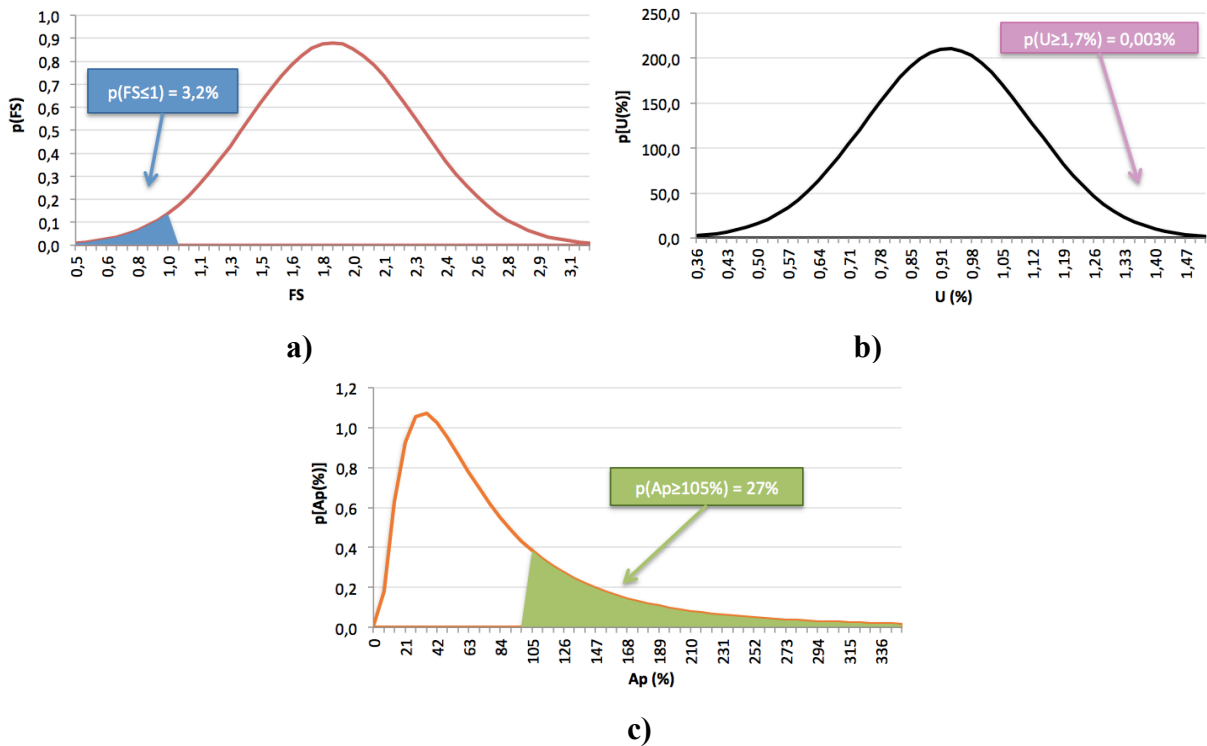 1,0
0,9
0,8
0,7
0,6
0,5
0,4
0,3
0,2
0,1
0,0
p(FS)
p(FS≤1) = 3,2%
0,5 0,6 0,8 1,0 1,1 1,3 1,5 1,6 1,8 2,0 2,1 2,3 2,4 2,6 2,8 2,9 3,1
FS
a)
250,0
200,0
150,0
100,0
50,0
0,0
p[U(%)]
p(U≥1,7%) = 0,003%
0,36 0,43 0,50 0,57 0,64 0,71 0,78 0,85 0,91 0,98 1,05 1,12 1,19 1,26 1,33 1,40 1,47
U (%)
b)
1,2
1,0
0,8
0,6
0,4
0,2
0,0
p[Ap(%)]
p(Ap≥105%) = 27%
0 21 42 63 84 105 126 147 168 189 210 231 252 273 294 315 336
Ap (%)
c)